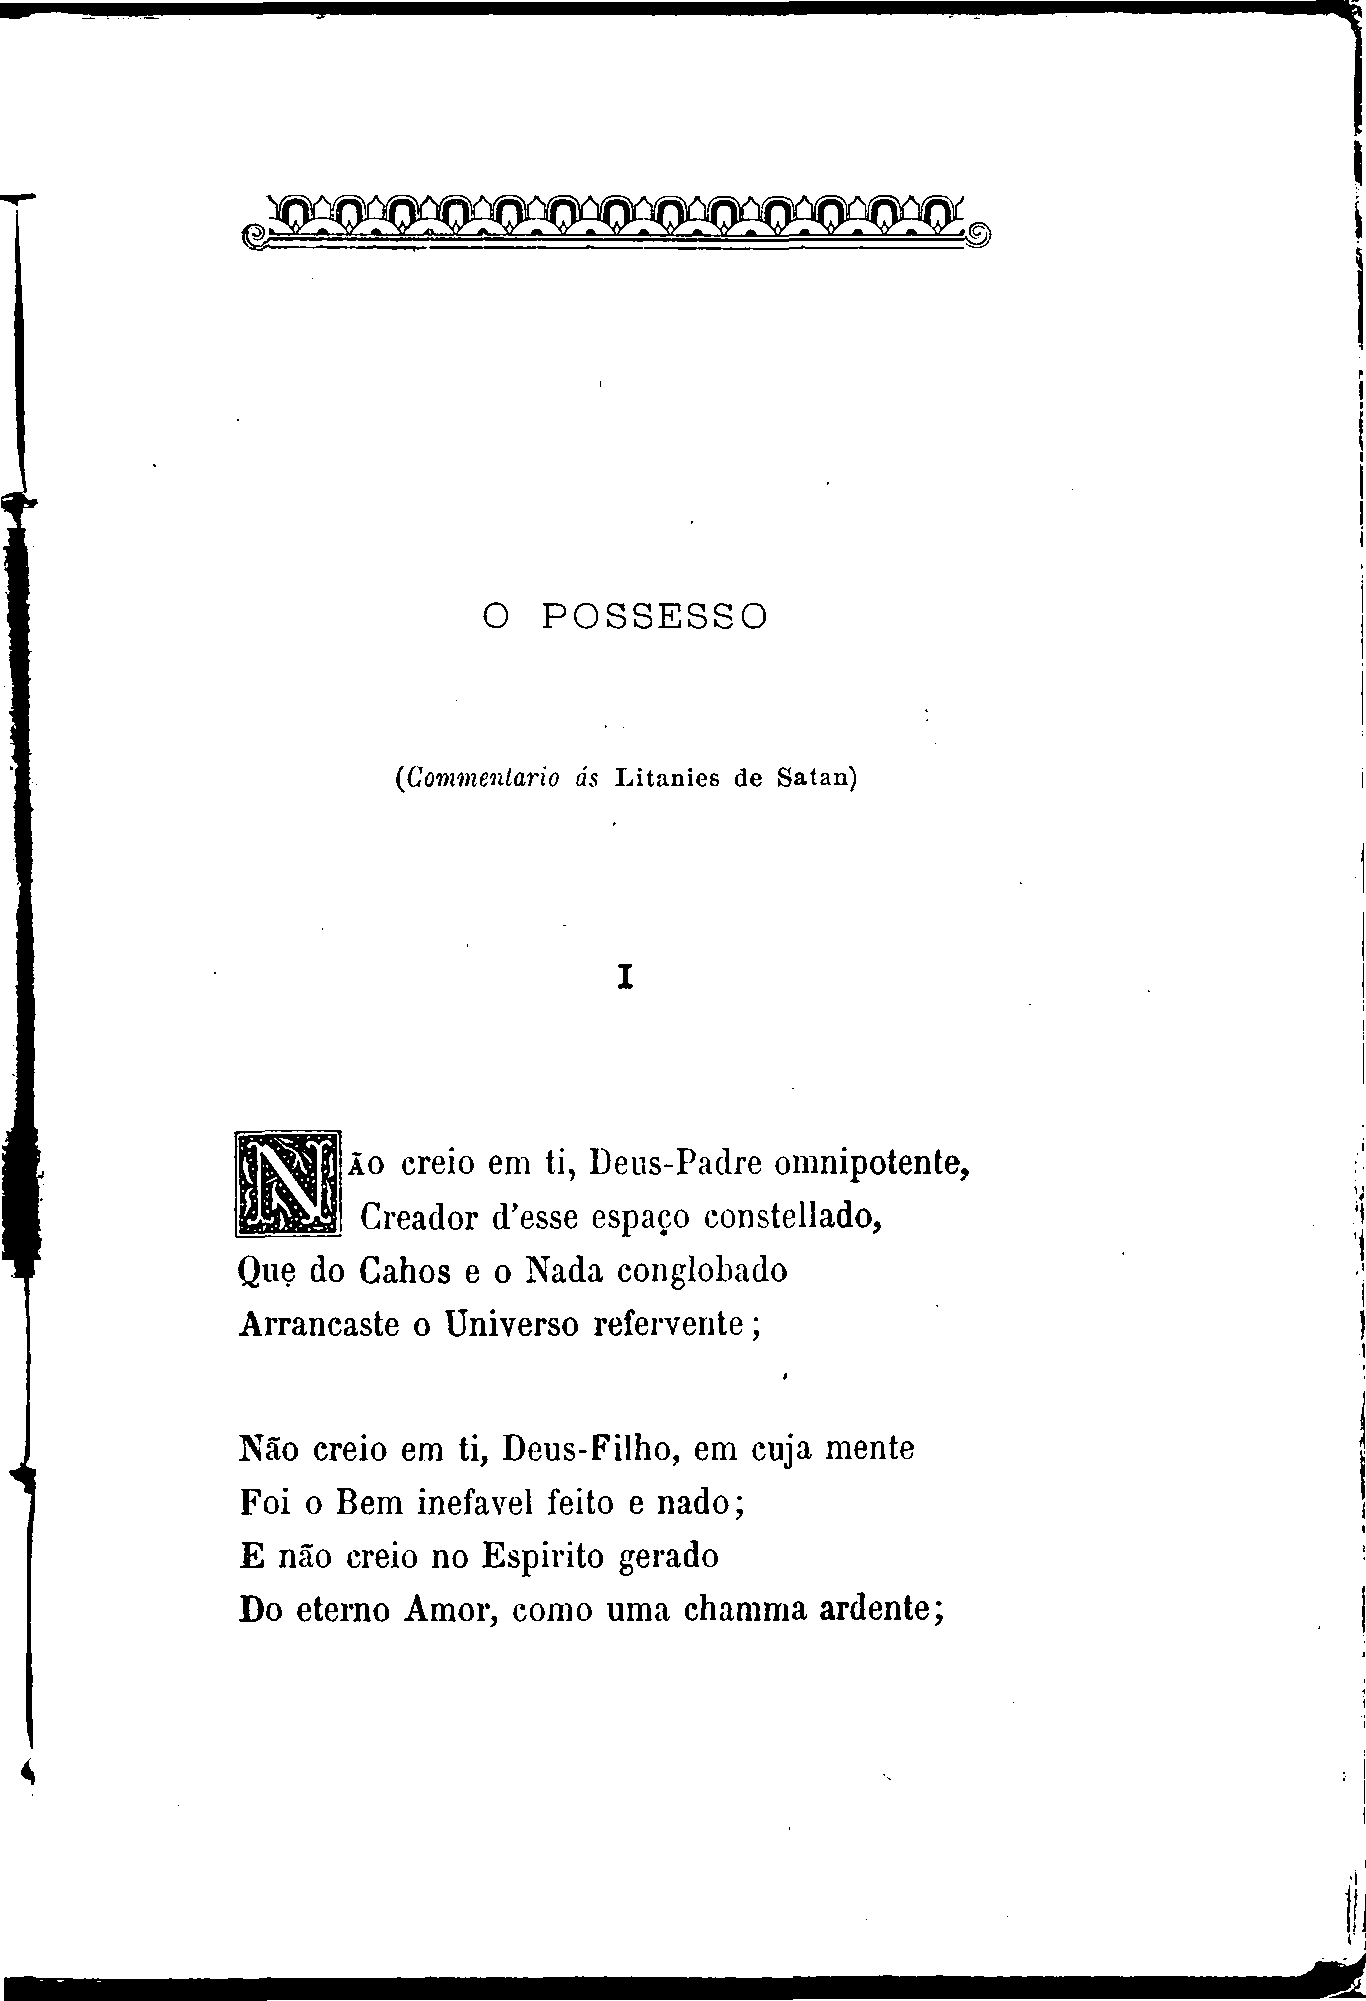 O POSSESSO
(Commentario ás Litanies de Satan)
I
NÃO creio em ti, Deus-Padre omnipotente,
Creador d'esse espaço constellado,
Que do Cahos e o Nada conglobado
Arrancaste o Universo refervente;
Não creio em ti, Deus-Filho, em cuja mente
Foi o Bem inefavel feito e nado;
E não creio no Espirito gerado
Do eterno Amor, como uma chamma ardente;